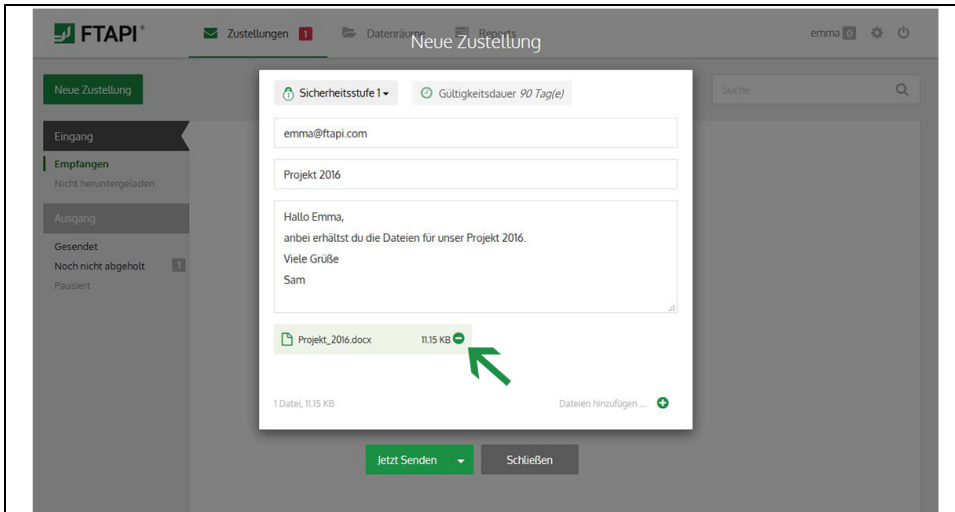 FTAPI®
Zustellungen 1
Datenräume
Reports
emma 0
Neue Zustellung
Neue Zustellung
Sicherheitsstufe 1
Gültigkeitsdauer 90 Tag(e)
Suche
Eingang
Empfangen
Nicht heruntergeladen
Ausgang
Gesendet
Noch nicht abgeholt 1
Pausiert
emma@ftapi.com
Projekt 2016
Hallo Emma,
anbei erhältst du die Dateien für unser Projekt 2016.
Viele Grüße
Sam
Projekt_2016.docx 11.15 KB
1 Datei, 11.15 KB
Dateien hinzufügen ...
Jetzt Senden
Schließen